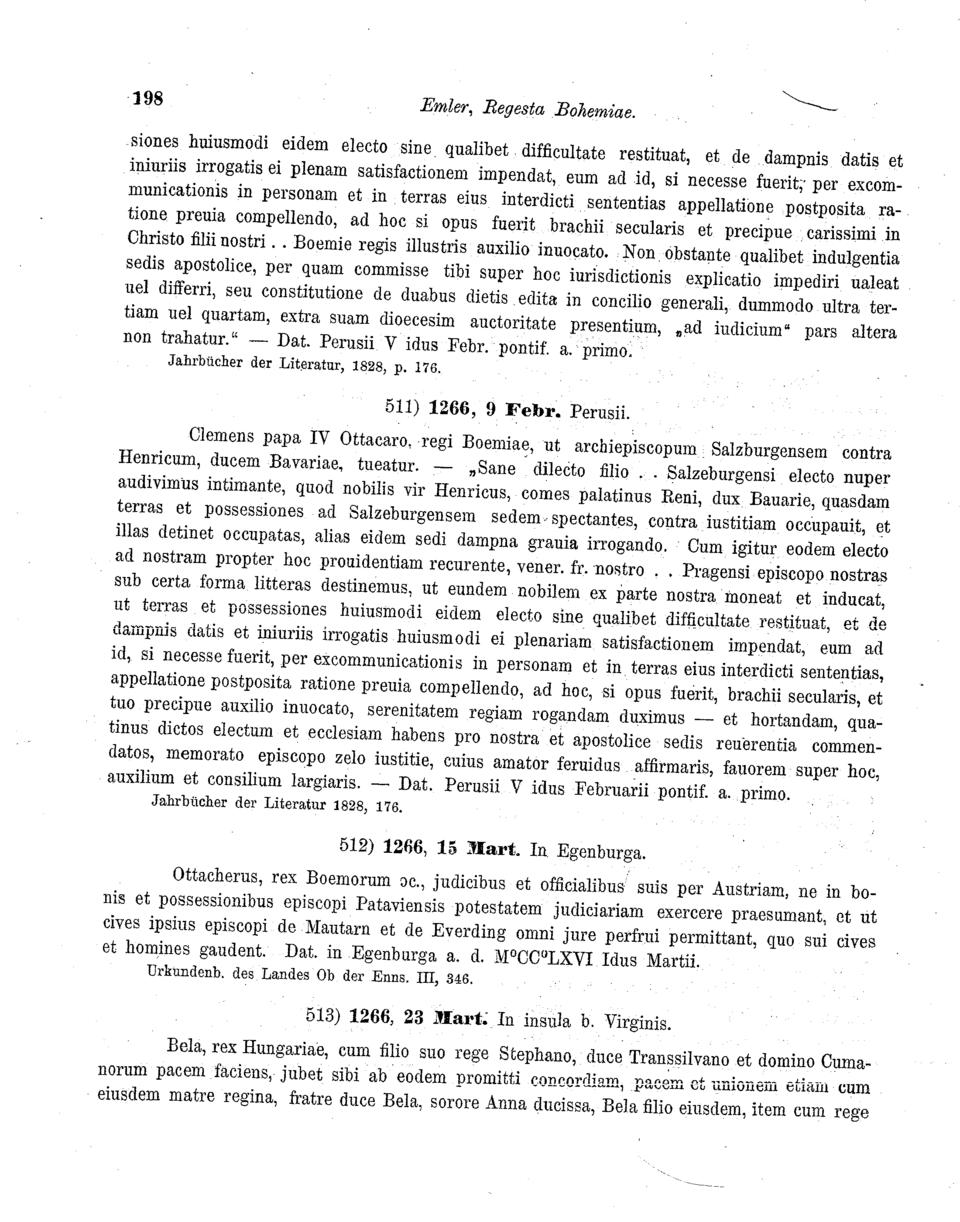 198
Emler, Regesta Bohemiae.
siones huiusmodi eidem electo sine qualibet difficultate restituat, et de dampnis datis et
iniuriis irrogatis ei plenam satisfactionem impendat, eum ad id, si necesse fuerit, per excom-
municationis in personam et in terras eius interdicti sententias appellatione postposita ra-
tione preuia compellendo, ad hoc si opus fuerit brachii secularis et precipue carissimi in
Christo filii nostri . . Boemie regis illustris auxilio inuocato. Non obstante qualibet indulgentia
sedis apostolice, per quam commisse tibi super hoc iurisdictionis explicatio impediri ualeat
uel differri, seu constitutione de duabus dietis edita in concilio generali, dummodo ultra ter-
tiam uel quartam, extra suam dioecesim auctoritate presentium, „ad iudicium“ pars altera
non trahatur.“ — Dat. Perusii V idus Febr. pontif. a. primo.
Jahrbücher der Literatur, 1828, p. 176.
511) 1266, 9 Febr. Perusii.
Clemens papa IV Ottacaro, regi Boemiae, ut archiepiscopum Salzburgensem contra
Henricum, ducem Bavariae, tueatur. — „Sane dilecto filio . . Salzeburgensi electo nuper
audivimus intimante, quod nobilis vir Henricus, comes palatinus Reni, dux Bauarie, quasdam
terras et possessiones ad Salzeburgensem sedem spectantes, contra iustitiam occupauit, et
illas detinet occupatas, alias eidem sedi dampna grauia irrogando. Cum igitur eodem electo
ad nostram propter hoc prouidentiam recurente, vener. fr. nostro . . Pragensi episcopo nostras
sub certa forma litteras destinemus, ut eundem nobilem ex parte nostra moneat et inducat,
ut terras et possessiones huiusmodi eidem electo sine qualibet difficultate restituat, et de
dampnis datis et iniuriis irrogatis huiusmodi ei plenariam satisfactionem impendat, eum ad
id, si necesse fuerit, per excommunicationis in personam et in terras eius interdicti sententias,
appellatione postposita ratione preuia compellendo, ad hoc, si opus fuerit, brachii secularis, et
tuo precipue auxilio inuocato, serenitatem regiam rogandam duximus — et hortandam, qua-
tinus dictos electum et ecclesiam habens pro nostra et apostolice sedis reuerentia commen-
datos, memorato episcopo zelo iustitie, cuius amator feruidus affirmaris, fauorem super hoc,
auxilium et consilium largiaris. — Dat. Perusii V idus Februarii pontif. a. primo.
Jahrbücher der Literatur 1828, 176.
512) 1266, 15 Mart. In Egenburga.
Ottacherus, rex Boemorum ɔc., judicibus et officialibus suis per Austriam, ne in bo-
nis et possessionibus episcopi Pataviensis potestatem judiciariam exercere praesumant, et ut
cives ipsius episcopi de Mautarn et de Everding omni jure perfrui permittant, quo sui cives
et homines gaudent. Dat. in Egenburga a. d. M⁰CC⁰LXVI Idus Martii.
Urkundenb. des Landes Ob der Enns. III, 346.
513) 1266, 23 Mart. In insula b. Virginis.
Bela, rex Hungariae, cum filio suo rege Stephano, duce Transsilvano et domino Cuma-
norum pacem faciens, jubet sibi ab eodem promitti concordiam, pacem et unionem etiam cum
eiusdem matre regina, fratre duce Bela, sorore Anna ducissa, Bela filio eiusdem, item cum rege